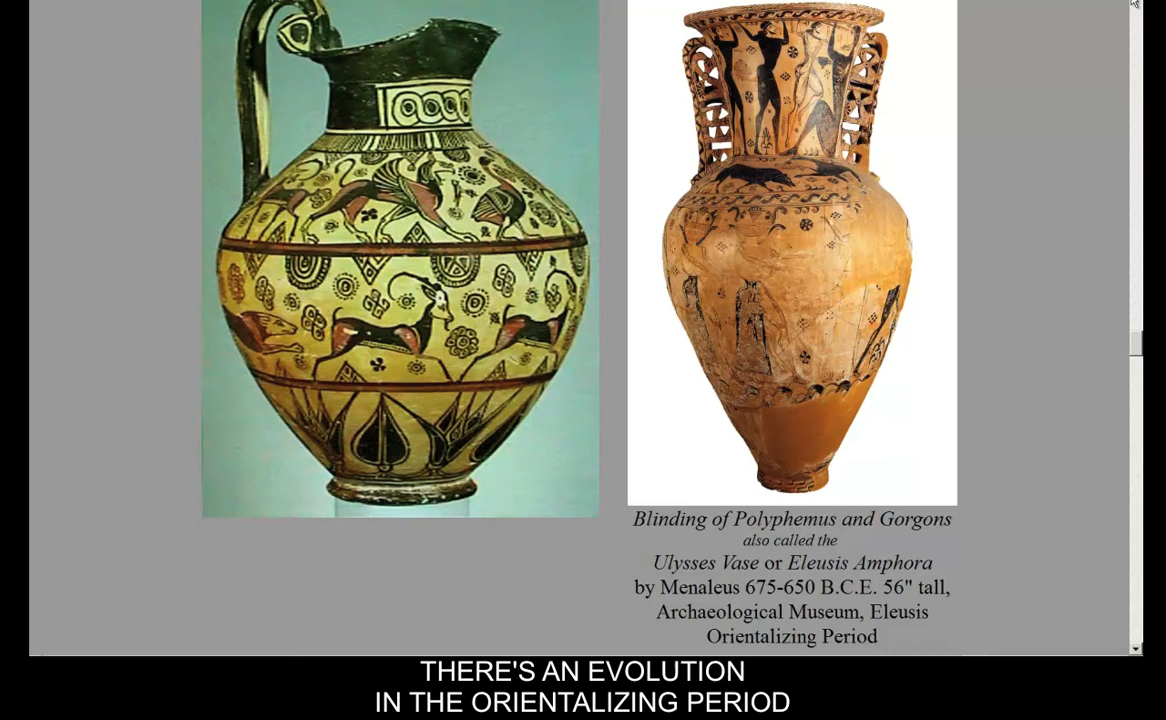 Blinding of Polyphemus and Gorgons
also called the
Ulysses Vase or Eleusis Amphora
by Menaleus 675-650 B.C.E. 56" tall,
Archaeological Museum, Eleusis
Orientalizing Period
THERE'S AN EVOLUTION
IN THE ORIENTALIZING PERIOD